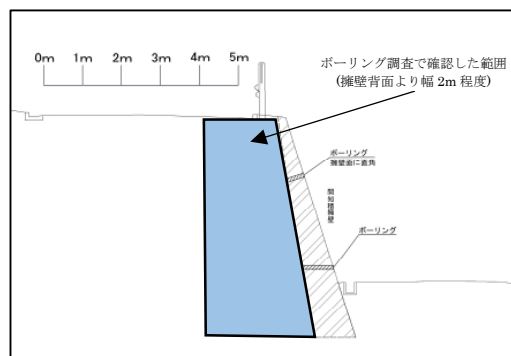 0m 1m 2m 3m 4m 5m
ボーリング調査で確認した範囲
(擁壁背面より幅 2m 程度)
ボーリング
擁壁面に直角
間知積擁壁
ボーリング